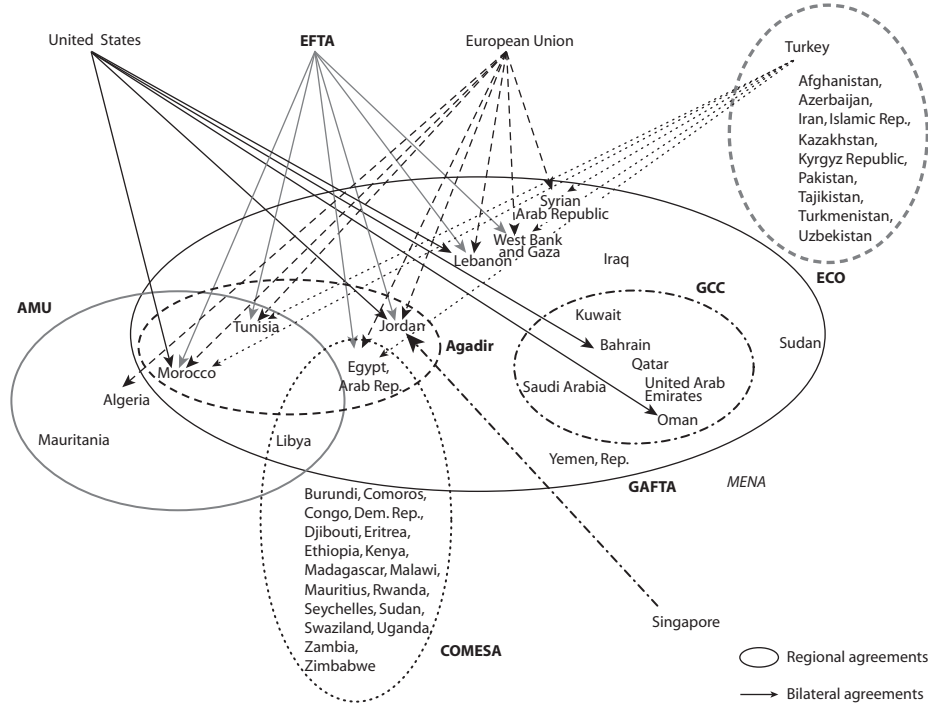 United States
EFTA
European Union
Turkey
Afghanistan,
Azerbaijan,
Iran, Islamic Rep.,
Kazakhstan,
Kyrgyz Republic,
Pakistan,
Tajikistan,
Turkmenistan,
Uzbekistan
ECO
Syrian
Arab Republic
West Bank
and Gaza
Lebanon
Iraq
GCC
AMU
Kuwait
Tunisia
Jordan
Agadir
Bahrain
Sudan
Qatar
Egypt,
Arab Rep.
Morocco
Saudi Arabia
United Arab
Emirates
Algeria
Oman
Mauritania
Libya
Yemen, Rep.
GAFTA
MENA
Burundi, Comoros,
Congo, Dem. Rep.,
Djibouti, Eritrea,
Ethiopia, Kenya,
Madagascar, Malawi,
Mauritius, Rwanda,
Seychelles, Sudan,
Swaziland, Uganda,
Zambia,
Zimbabwe
COMESA
Singapore
Regional agreements
Bilateral agreements